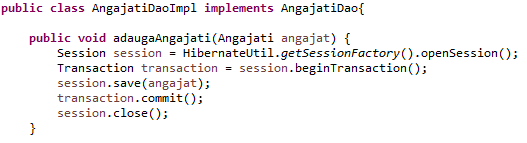 public class AngajatiDaoImpl implements AngajatiDao{
public void adaugaAngajati(Angajati angajat) {
Session session = HibernateUtil.getSessionFactory().openSession();
Transaction transaction = session.beginTransaction();
session.save(angajat);
transaction.commit();
session.close();
}